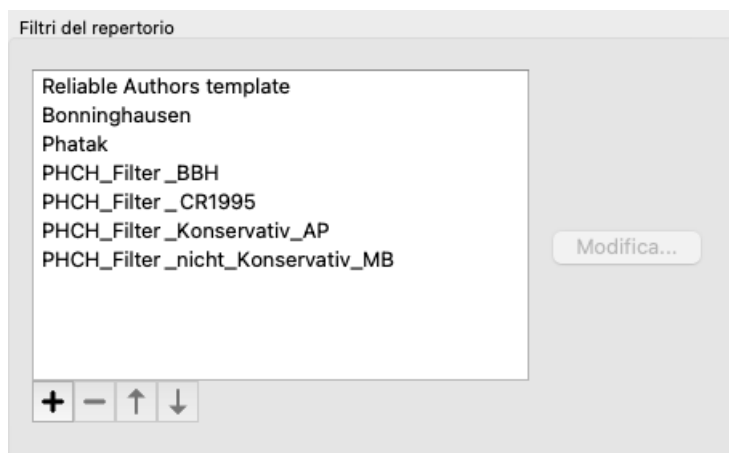 Filtri del repertorio
Reliable Authors template
Bonninghausen
Phatak
PHCH_Filter_BBH
PHCH_Filter_CR1995
PHCH_Filter_Konservativ_AP
PHCH_Filter_nicht_Konservativ_MB
Modifica...